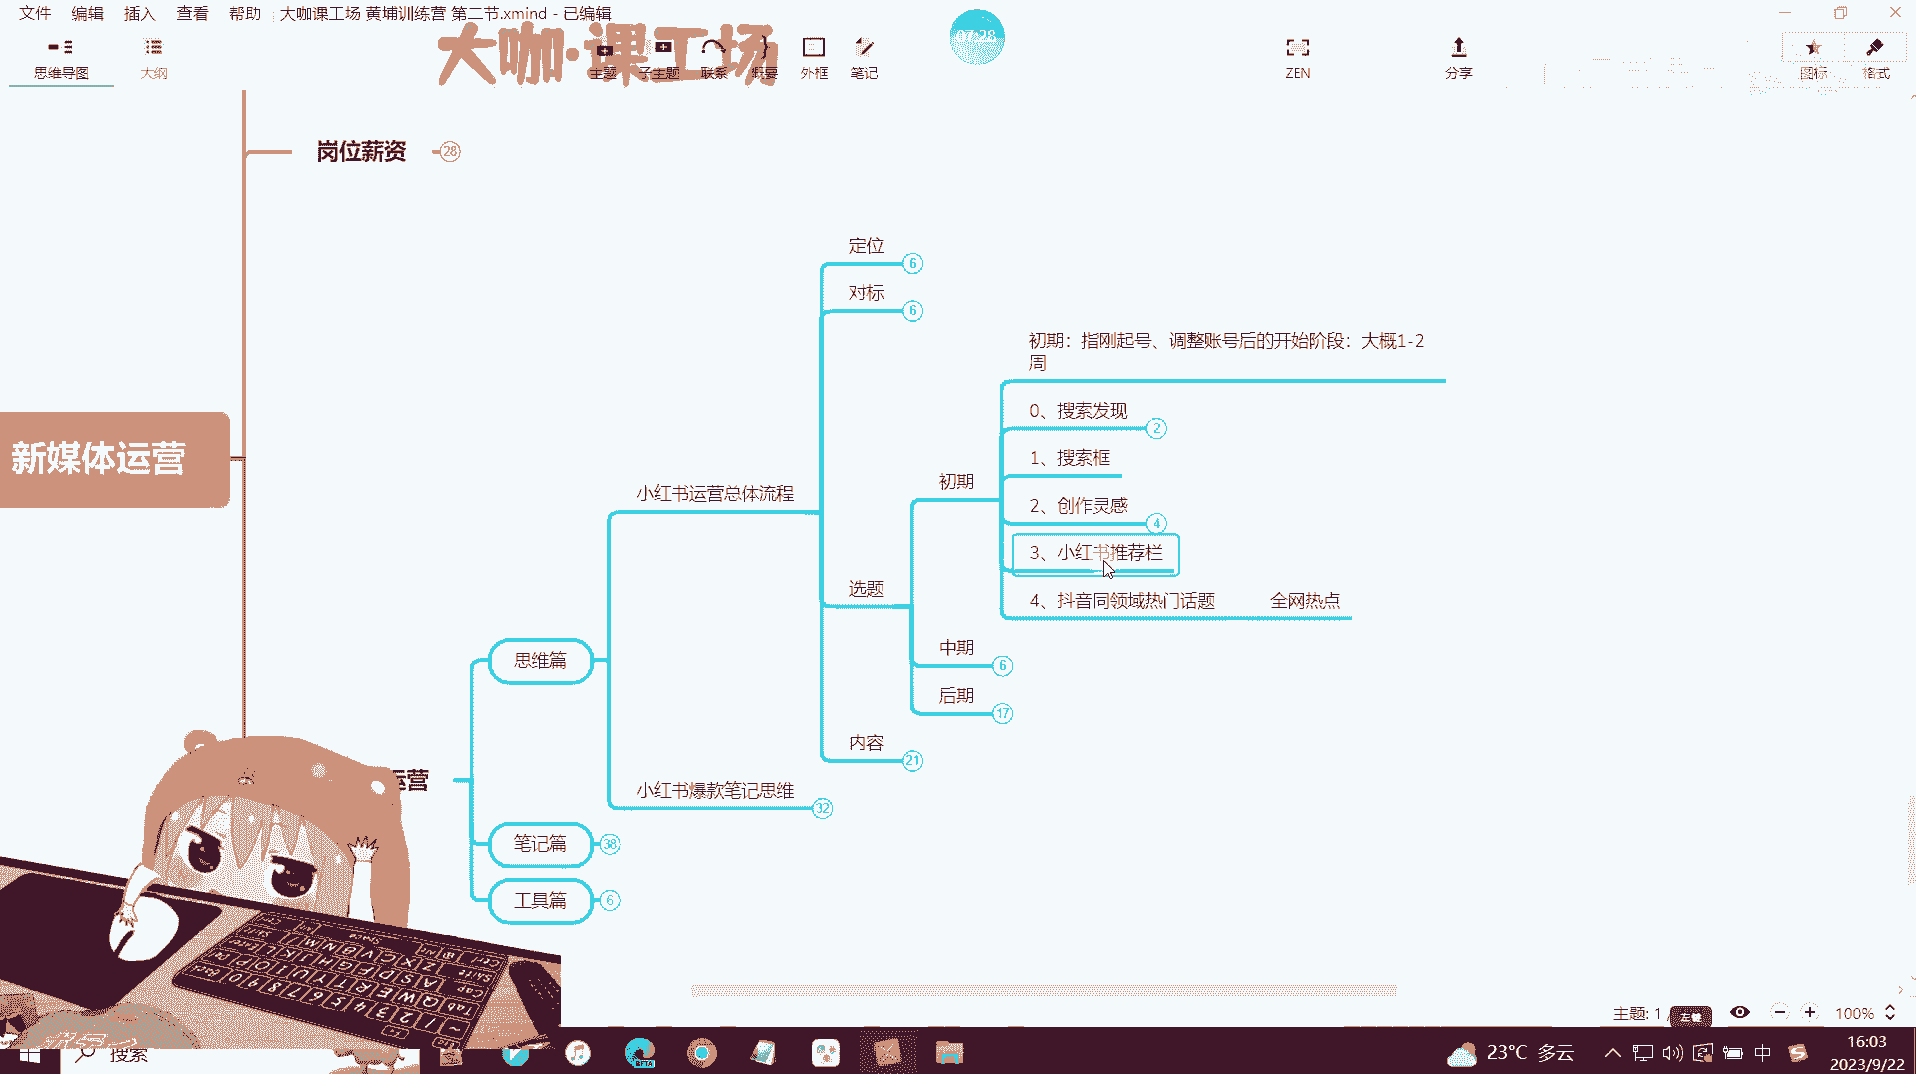 文件 编辑 插入 查看 帮助 大咖课工场 黄埔训练营 第二节.xmind - 已编辑
大咖·课工场
07:28
思维导图 大纲 主题 子主题 联系 概要 外框 笔记 ZEN 分享 图标 格式
岗位薪资 28
定位 6
对标 6
初期：指刚起号、调整账号后的开始阶段：大概1-2
周
0、搜索发现 2
1、搜索框
初期
2、创作灵感 4
小红书运营总体流程
3、小红书推荐栏
选题
4、抖音同领域热门话题 全网热点
新媒体运营
中期 6
思维篇
后期 17
内容 21
运营
小红书爆款笔记思维 32
笔记篇 38
工具篇 6
主题: 1 /
100%
搜索
BETA
23°C 多云
中
16:03
2023/9/22